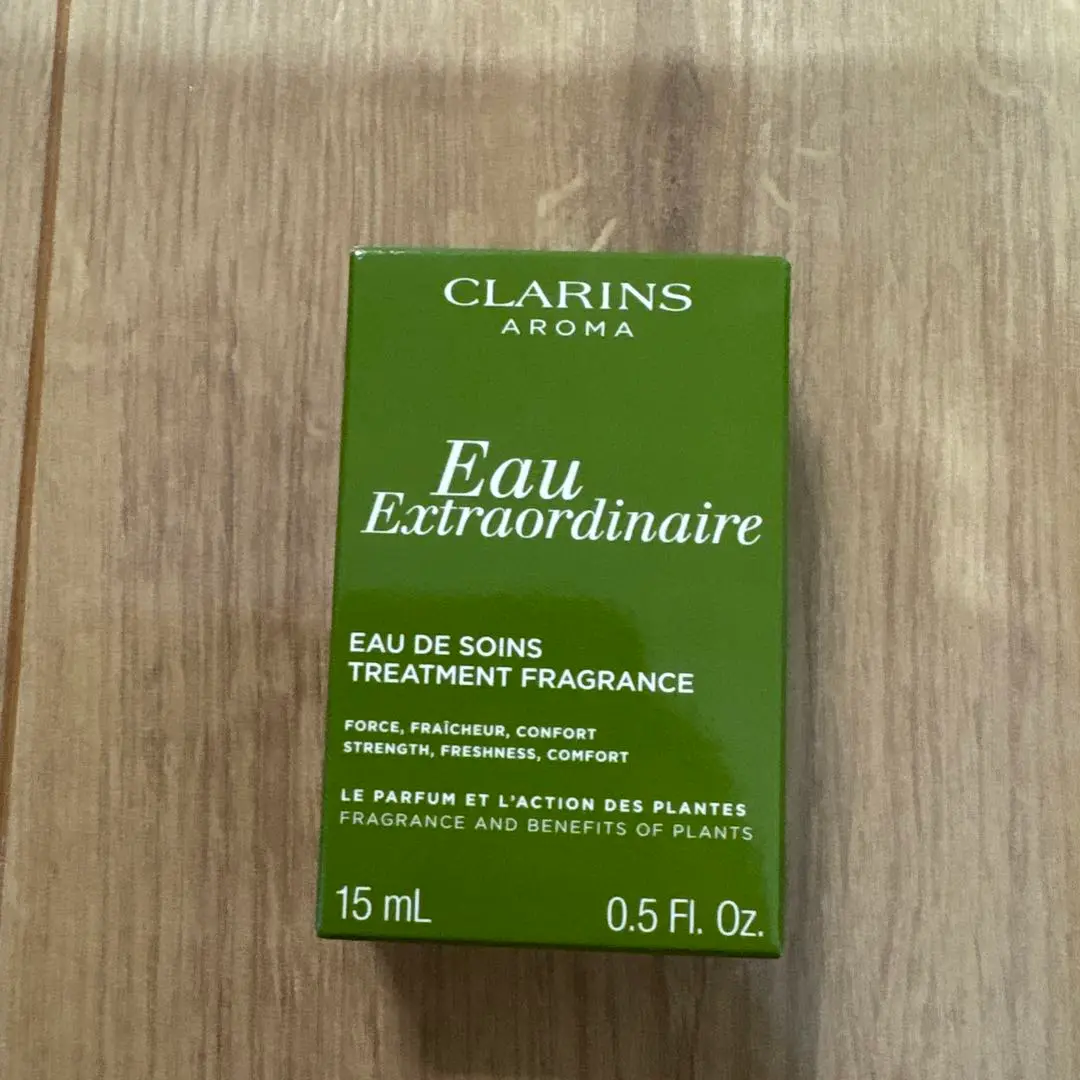 CLARINS
AROMA
Eau
Extraordinaire
EAU DE SOINS
TREATMENT FRAGRANCE
FORCE, FRAÎCHEUR, CONFORT
STRENGTH, FRESHNESS, COMFORT
LE PARFUM ET L'ACTION DES PLANTES
FRAGRANCE AND BENEFITS OF PLANTS
15 mL 0.5 Fl. Oz.